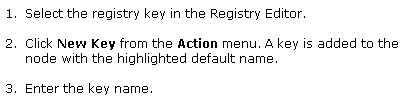 1. Select the registry key in the Registry Editor.
2. Click New Key from the Action menu. A key is added to the
node with the highlighted default name.
3. Enter the key name.